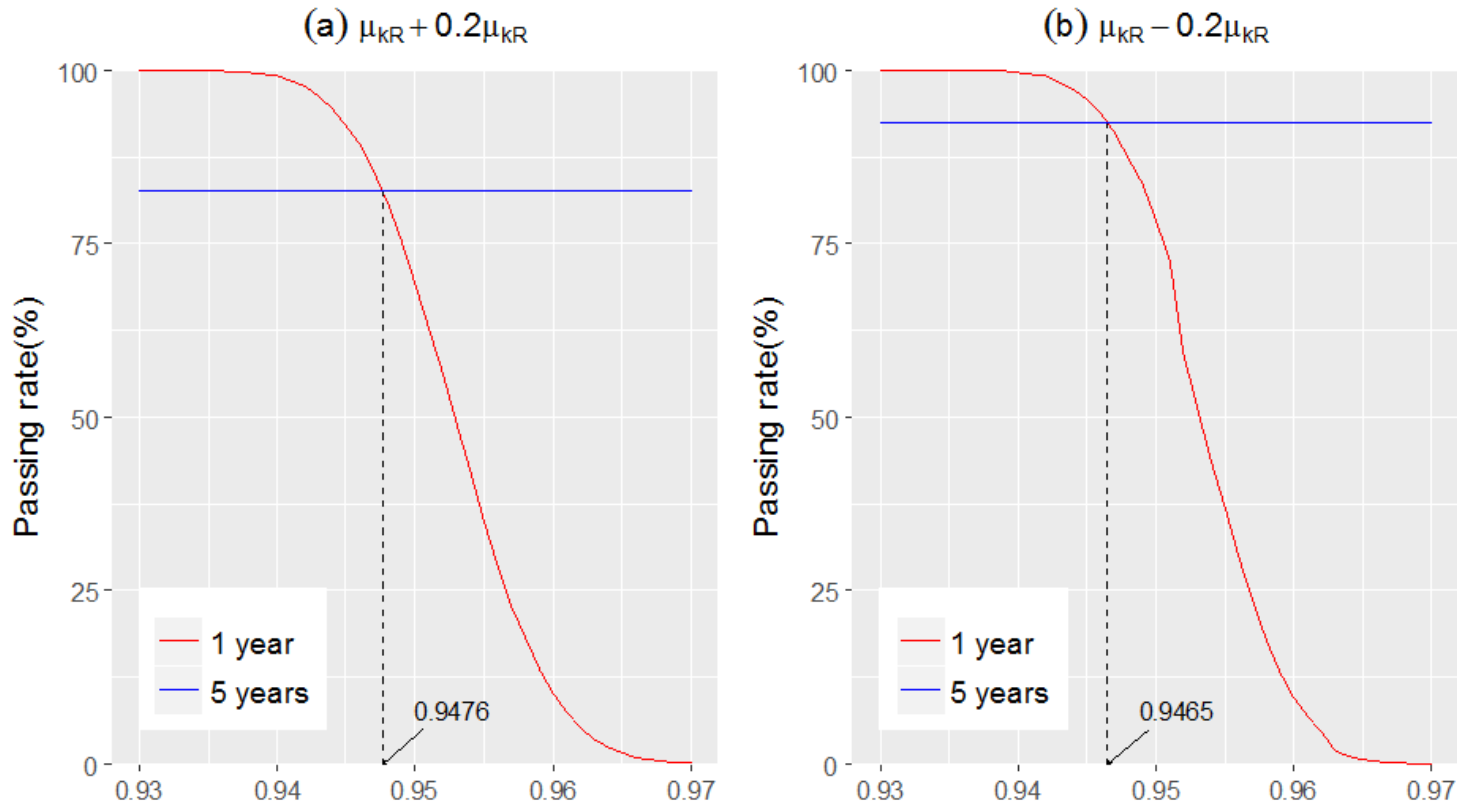 (a) μkR + 0.2μkR
100
75
50
25
0
Passing rate(%)
1 year
5 years
0.9476
0.93 0.94 0.95 0.96 0.97
(b) μkR − 0.2μkR
100
75
50
25
0
Passing rate(%)
1 year
5 years
0.9465
0.93 0.94 0.95 0.96 0.97